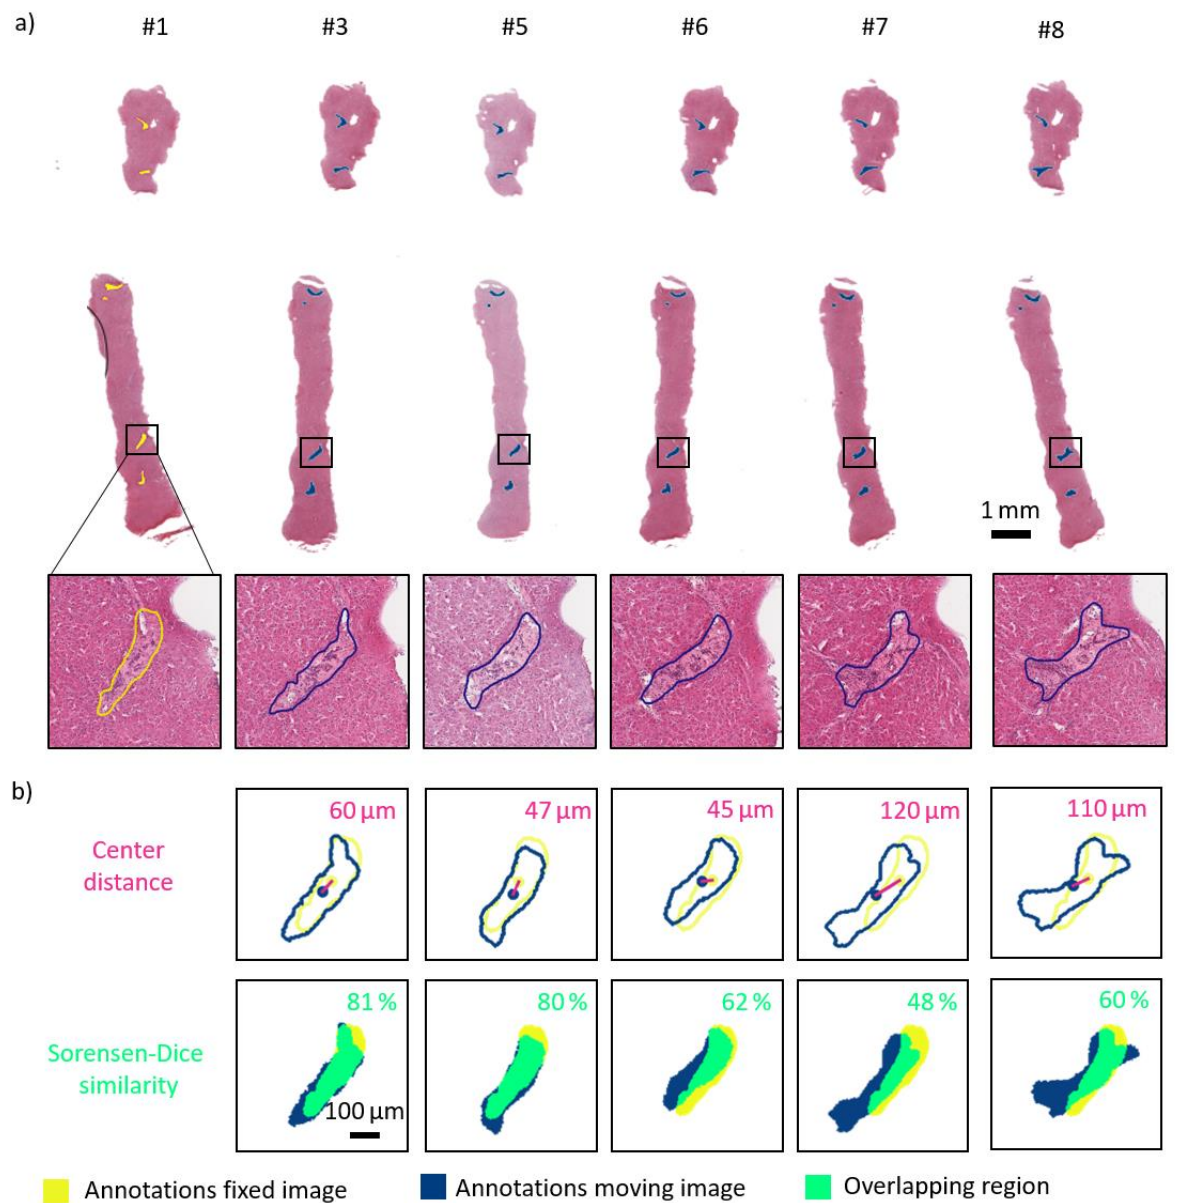 a)
#1 #3 #5 #6 #7 #8
1 mm
b)
Center
distance
60 µm 47 µm 45 µm 120 µm 110 µm
Sorensen-Dice
similarity
81 % 80 % 62 % 48 % 60 %
100 µm
Annotations fixed image Annotations moving image Overlapping region